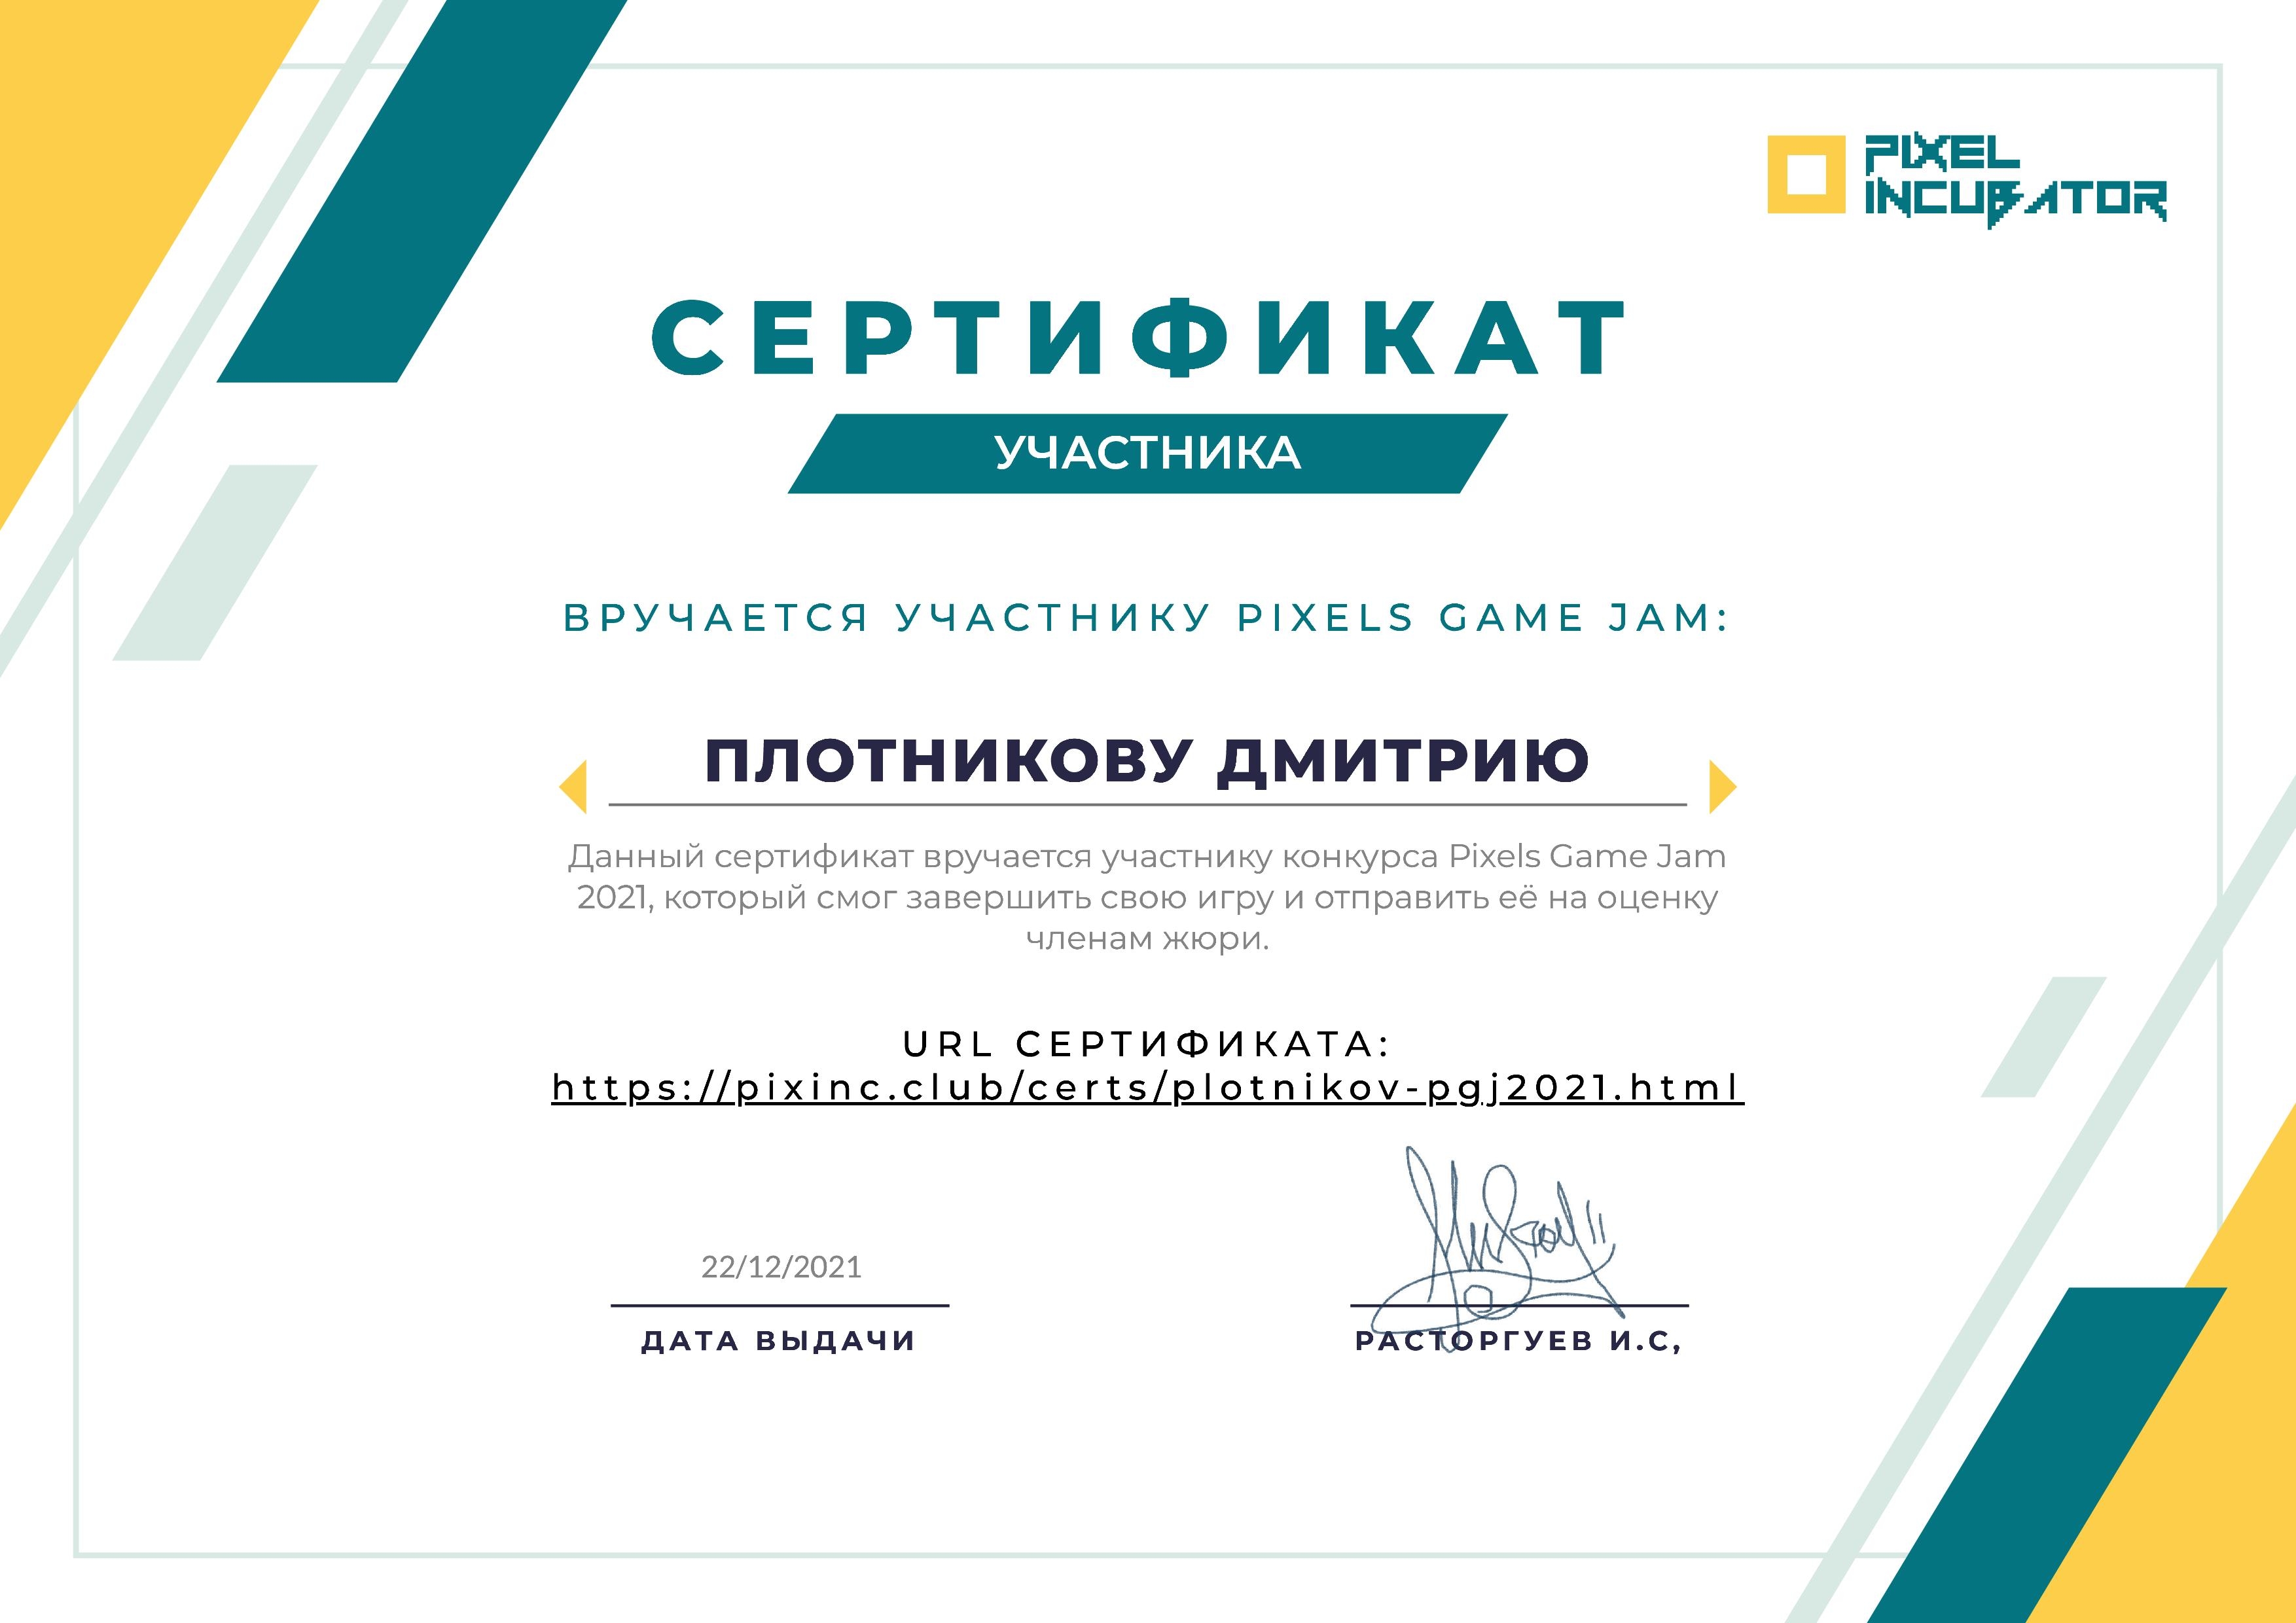 PIXEL
INCUBATOR
СЕРТИФИКАТ
УЧАСТНИКА
ВРУЧАЕТСЯ УЧАСТНИКУ PIXELS GAME JAM:
ПЛОТНИКОВУ ДМИТРИЮ
Данный сертификат вручается участнику конкурса Pixels Game Jam
2021, который смог завершить свою игру и отправить её на оценку
членам жюри.
URL СЕРТИФИКАТА:
https://pixinc.club/certs/plotnikov-pgj2021.html
22/12/2021
ДАТА ВЫДАЧИ
РАСТОРГУЕВ И.С,